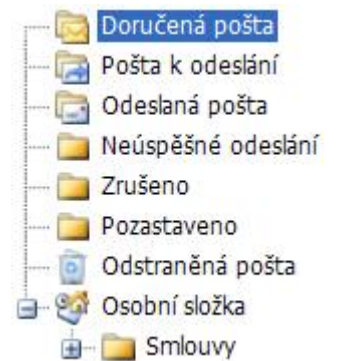 Doručená pošta
Pošta k odeslání
Odeslaná pošta
Neúspěšné odeslání
Zrušeno
Pozastaveno
Odstraněná pošta
Osobní složka
Smlouvy